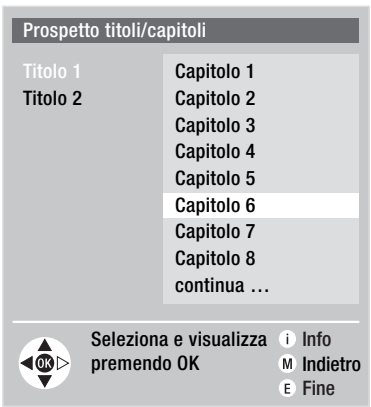 Prospetto titoli/capitoli
Titolo 1
Titolo 2
Capitolo 1
Capitolo 2
Capitolo 3
Capitolo 4
Capitolo 5
Capitolo 6
Capitolo 7
Capitolo 8
continua …
OK
Seleziona e visualizza
premendo OK
i Info
M Indietro
E Fine